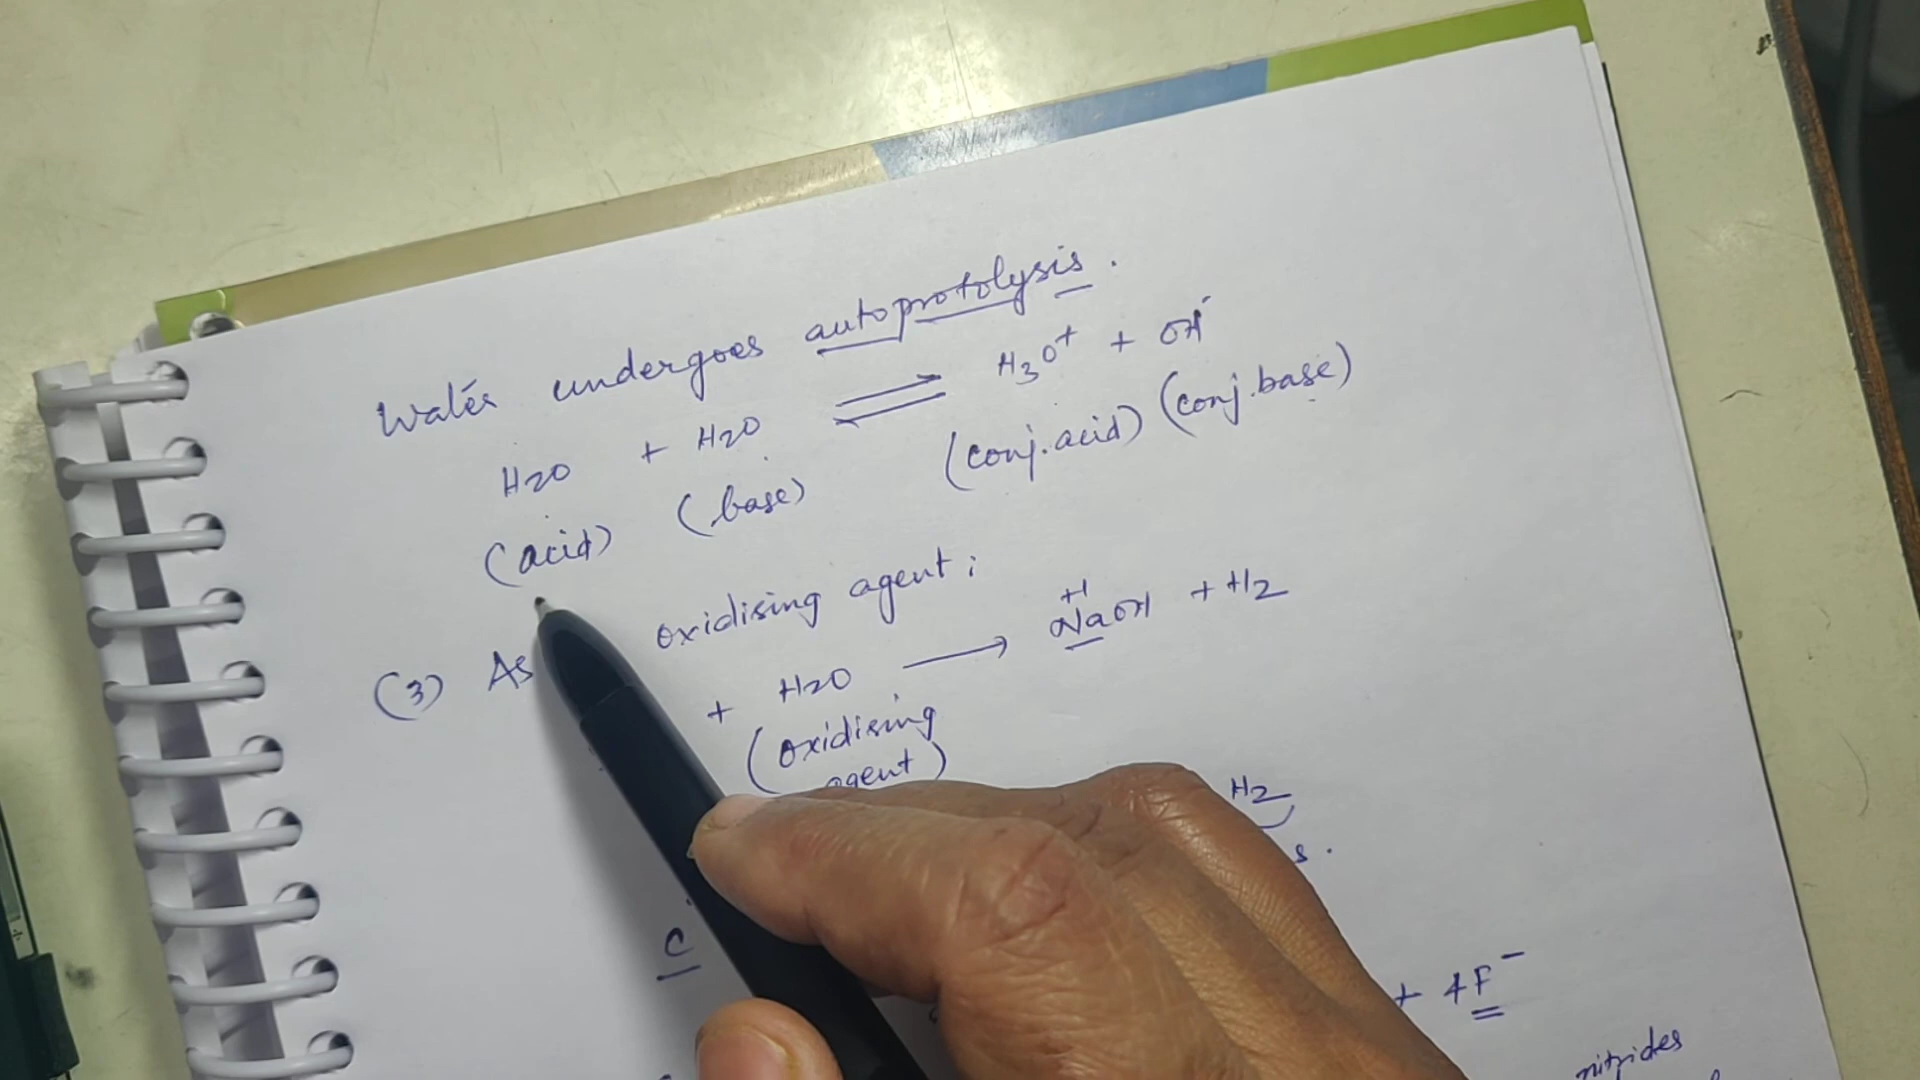 Water undergoes autoprotolysis.
H2O + H2O ⇌ H3O+ + OH-
(acid) (base) (conj. acid) (conj. base)
(3) As oxidising agent:
+1
+ H2O → NaOH + H2
(oxidising
agent)
H2
s.
C
+ 4F-
nitrides